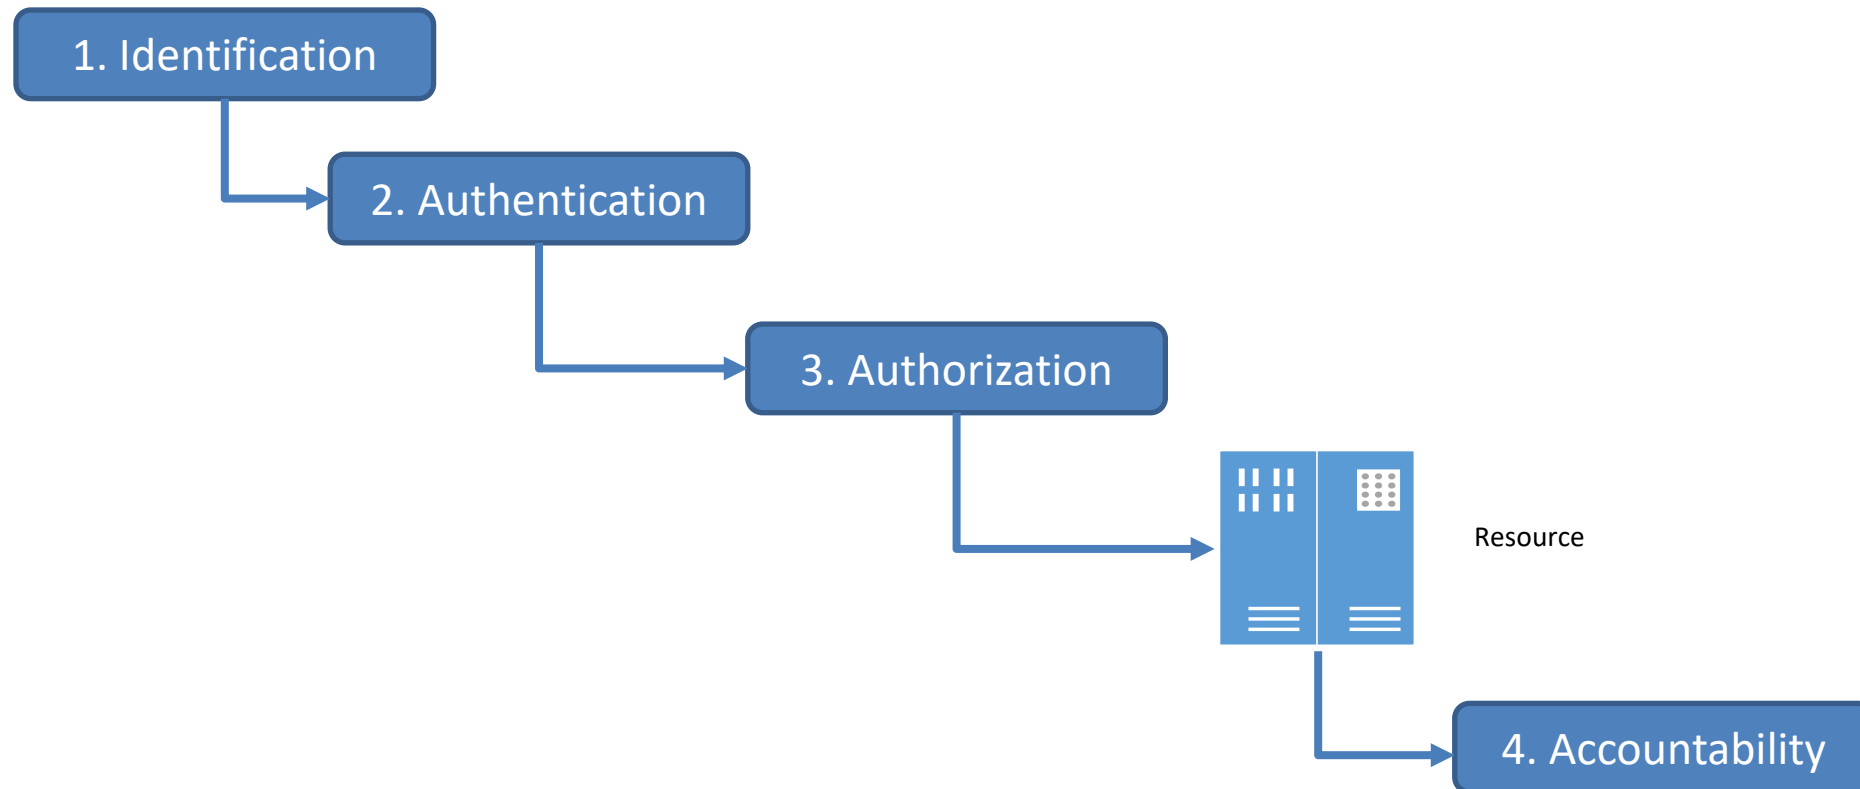 1. Identification
2. Authentication
3. Authorization
Resource
4. Accountability